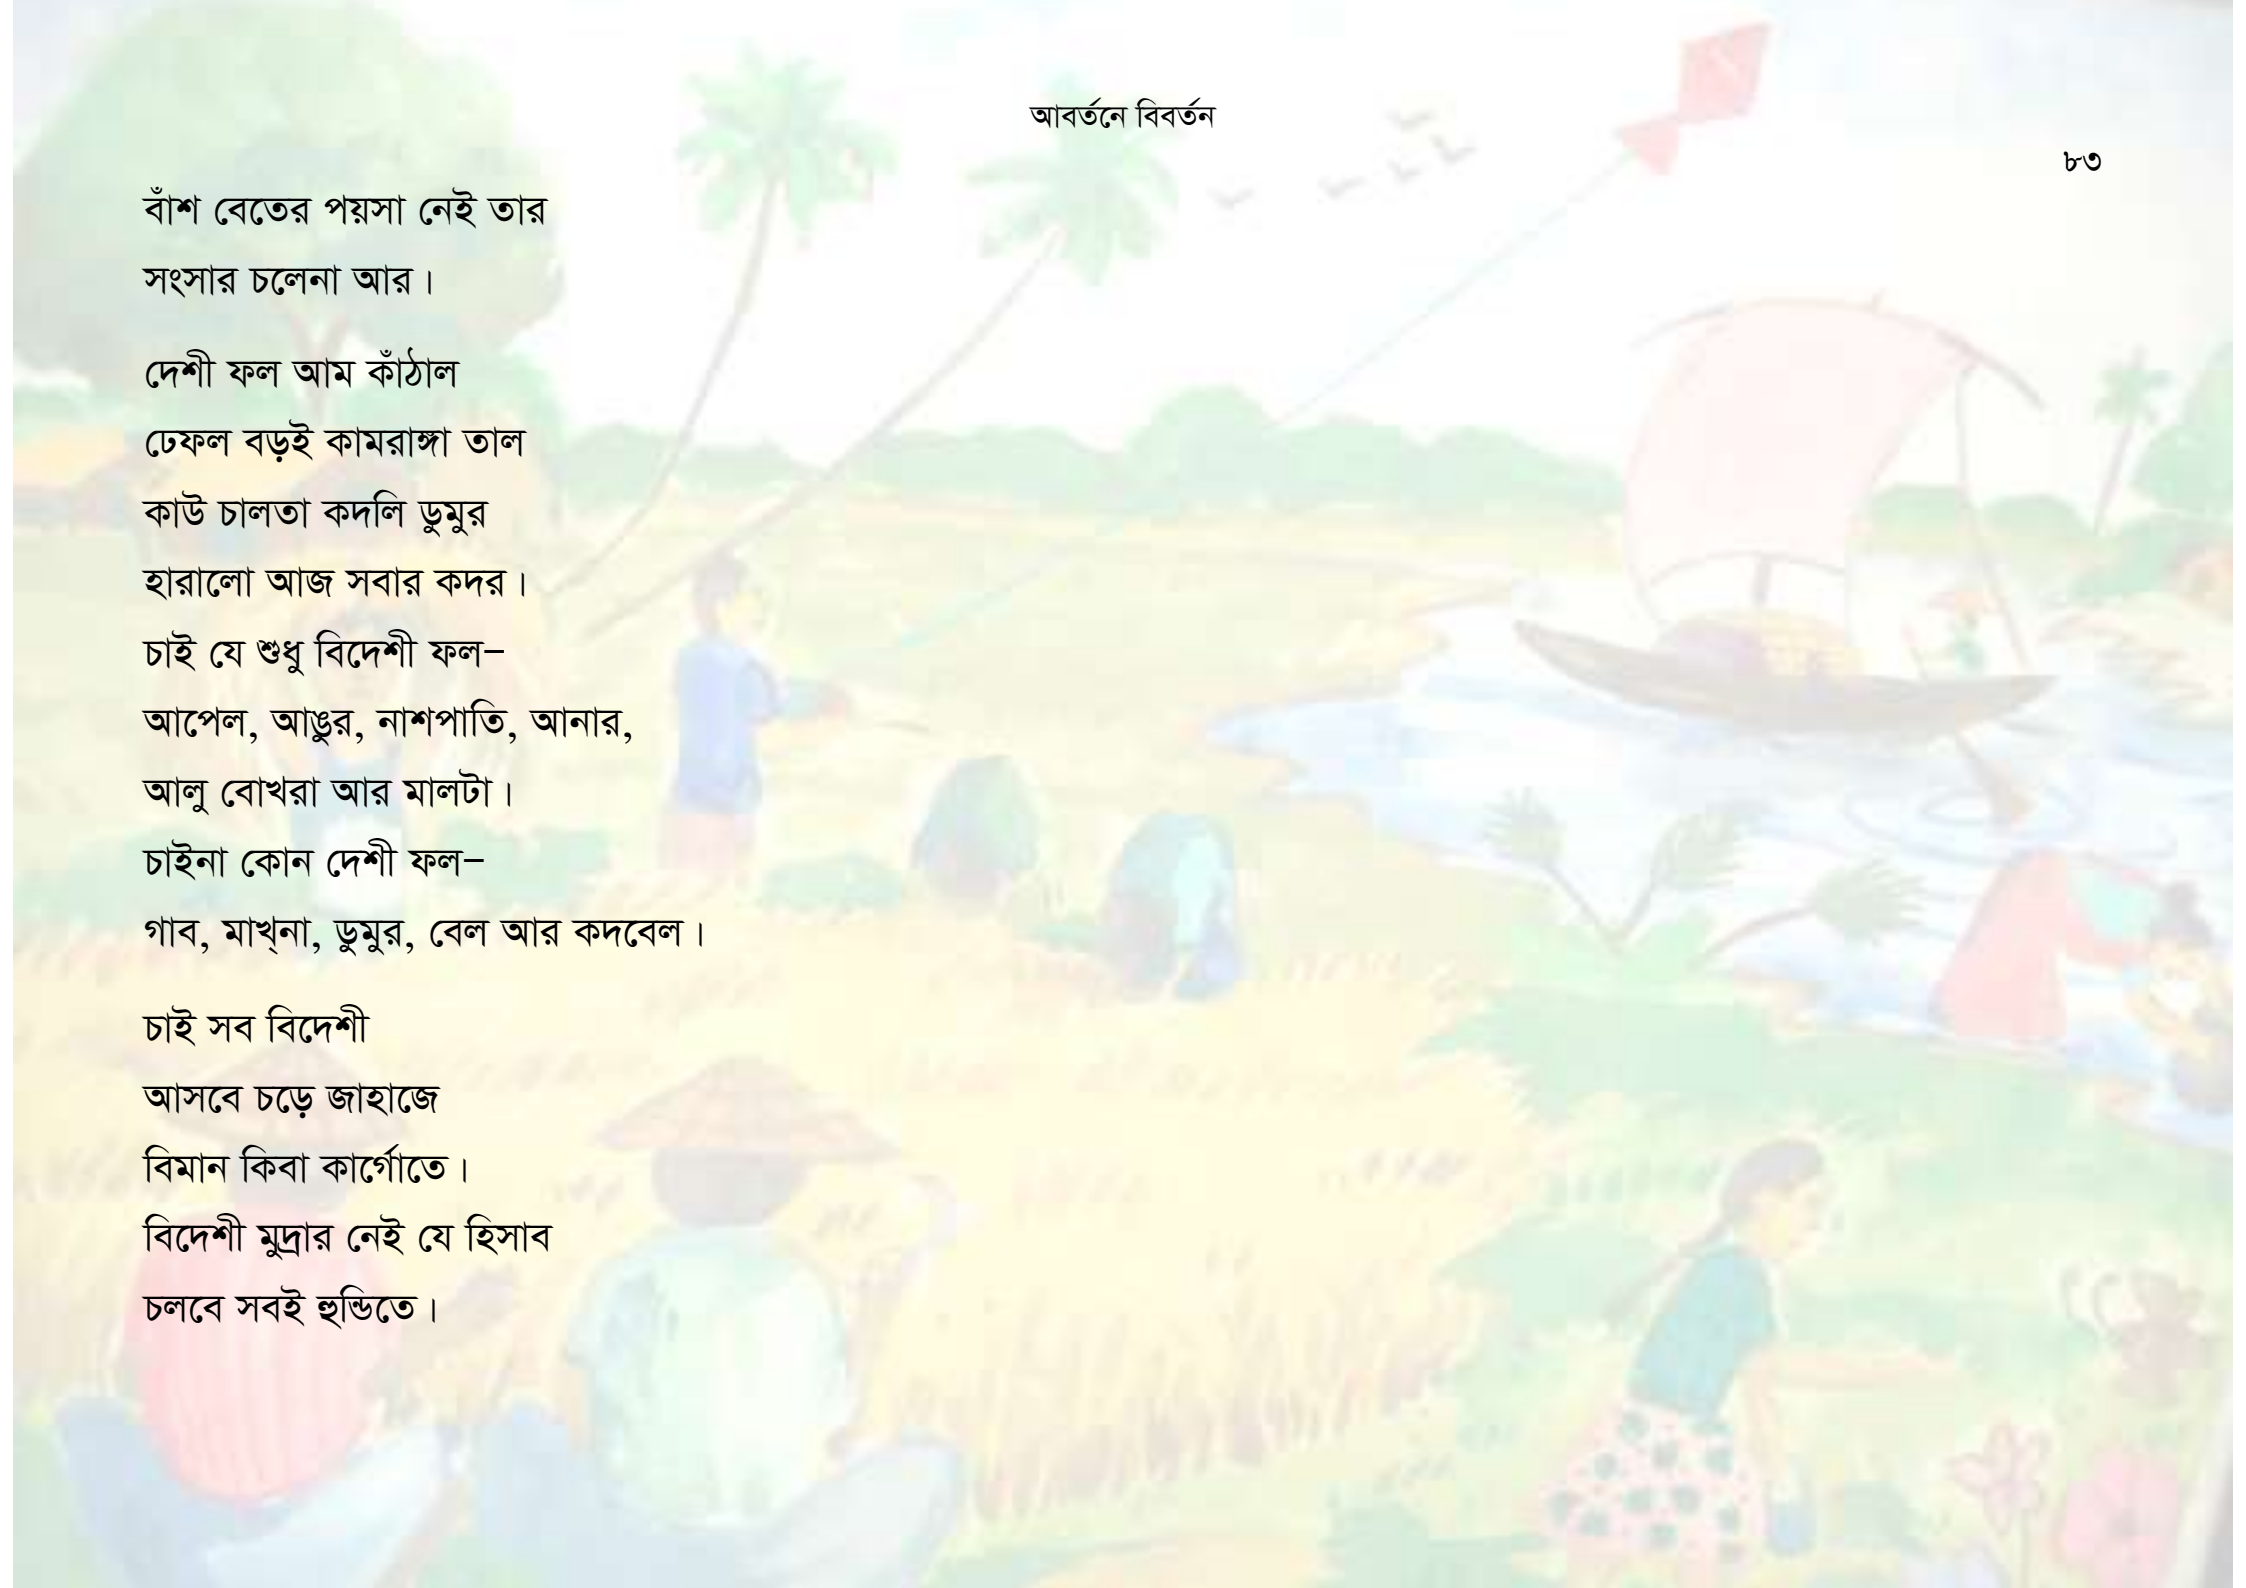 আবর্তনে বিবর্তন
৮৩
বাঁশ বেতের পয়সা নেই তার
সংসার চলেনা আর।
দেশী ফল আম কাঁঠাল
ঢেফল বড়ই কামরাঙ্গা তাল
কাউ চালতা কদলি ডুমুর
হারালো আজ সবার কদর।
চাই যে শুধু বিদেশী ফল–
আপেল, আঙুর, নাশপাতি, আনার,
আলু বোখরা আর মালটা।
চাইনা কোন দেশী ফল–
গাব, মাখ্‌না, ডুমুর, বেল আর কদবেল।
চাই সব বিদেশী
আসবে চড়ে জাহাজে
বিমান কিবা কার্গোতে।
বিদেশী মুদ্রার নেই যে হিসাব
চলবে সবই হুন্ডিতে।